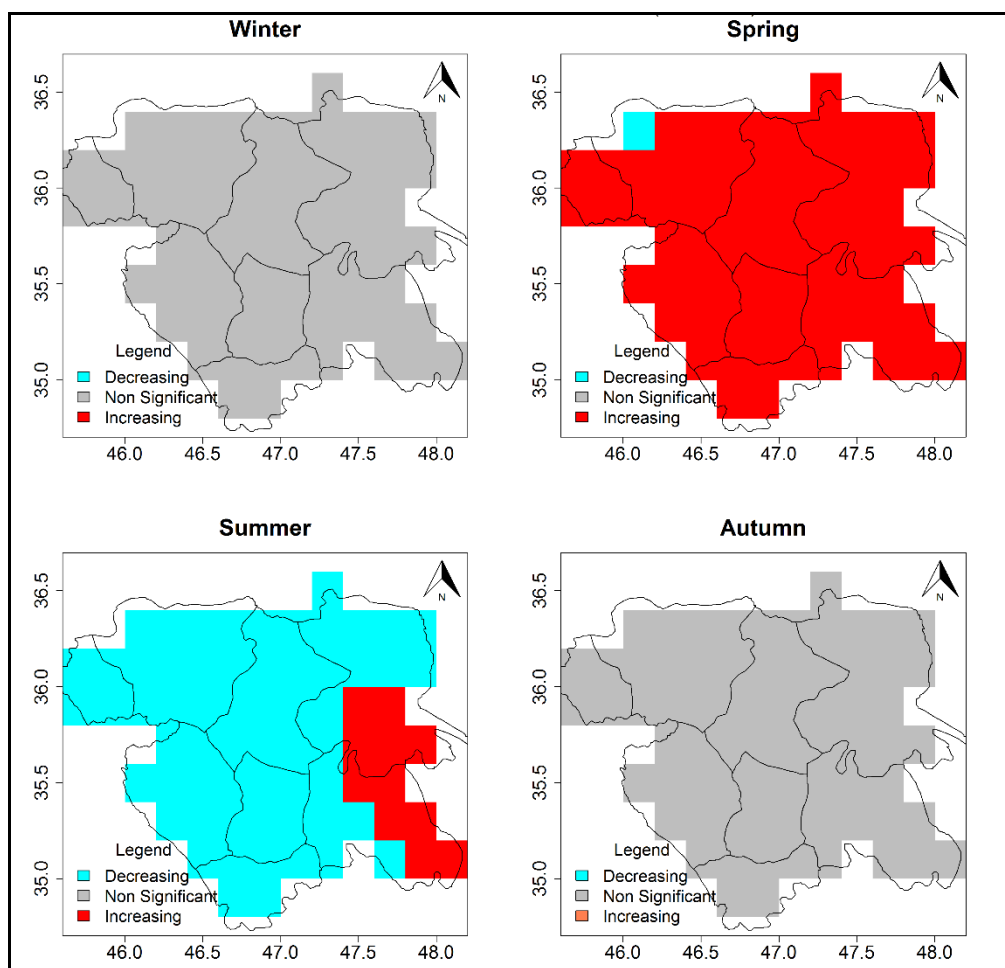 Winter
N
36.5
36.0
35.5
35.0
Legend
Decreasing
Non Significant
Increasing
46.0 46.5 47.0 47.5 48.0
Spring
N
36.5
36.0
35.5
35.0
Legend
Decreasing
Non Significant
Increasing
46.0 46.5 47.0 47.5 48.0
Summer
N
36.5
36.0
35.5
35.0
Legend
Decreasing
Non Significant
Increasing
46.0 46.5 47.0 47.5 48.0
Autumn
N
36.5
36.0
35.5
35.0
Legend
Decreasing
Non Significant
Increasing
46.0 46.5 47.0 47.5 48.0